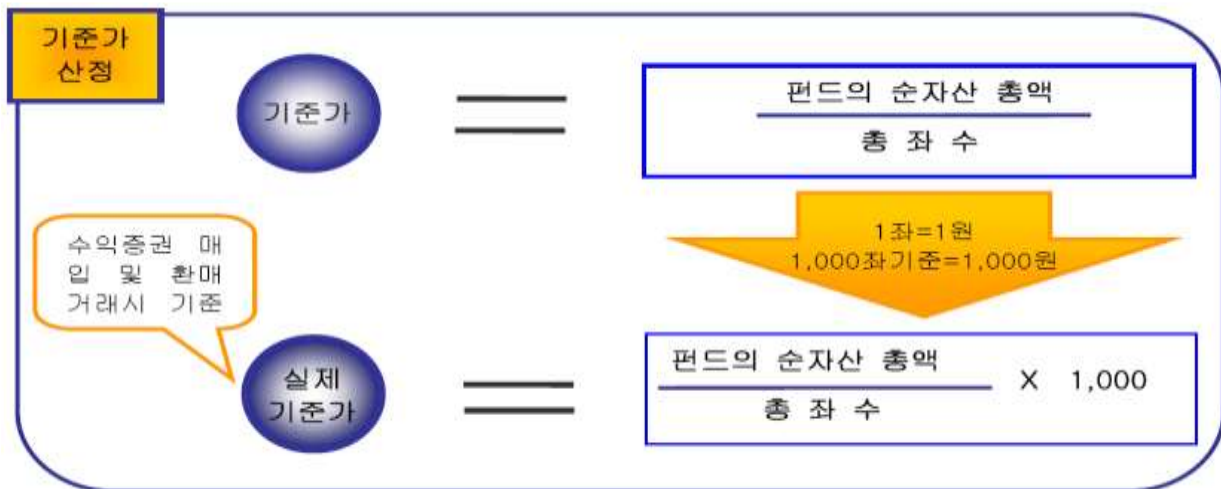 기준가
산정
기준가
펀드의 순자산 총액
총 좌 수
1좌=1원
1,000좌기준=1,000원
수익증권 매
입 및 환매
거래시 기준
실제
기준가
펀드의 순자산 총액
총 좌 수
X 1,000